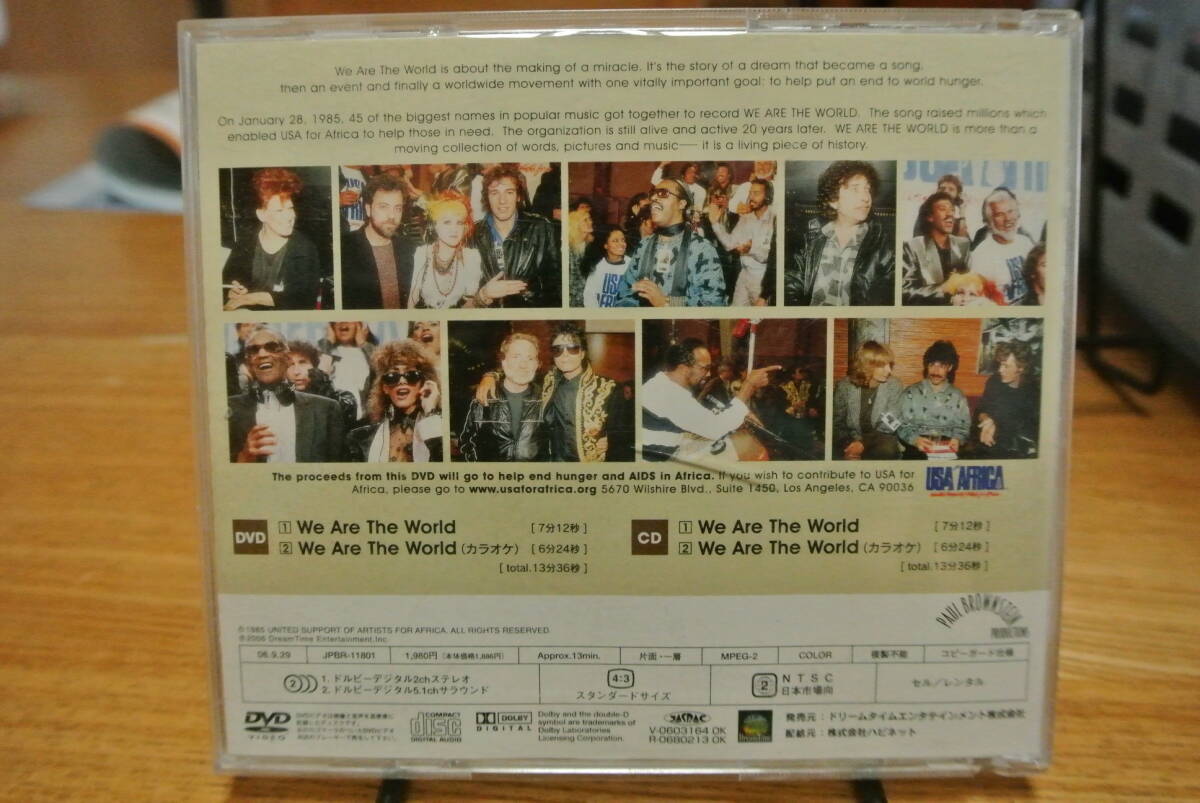 We Are The World is about the making of a miracle. It's the story of a dream that became a song,
then an event and finally a worldwide movement with one vitally important goal: to help put an end to world hunger.
On January 28, 1985, 45 of the biggest names in popular music got together to record WE ARE THE WORLD. The song raised millions which
enabled USA for Africa to help those in need. The organization is still alive and active 20 years later. WE ARE THE WORLD is more than a
moving collection of words, pictures and music— it is a living piece of history.
The proceeds from this DVD will go to help end hunger and AIDS in Africa. If you wish to contribute to USA for
Africa, please go to www.usaforafrica.org 5670 Wilshire Blvd., Suite 1450, Los Angeles, CA 90036
USA AFRICA
DVD
1 We Are The World [7分12秒]
2 We Are The World (カラオケ) [6分24秒]
[total.13分36秒]
CD
1 We Are The World [7分12秒]
2 We Are The World (カラオケ) [6分24秒]
[total.13分36秒]
PAUL BROWNSTEIN
PRODUCTIONS
©1985 UNITED SUPPORT OF ARTISTS FOR AFRICA. ALL RIGHTS RESERVED.
©2006 DreamTime Entertainment,Inc.
06.9.29 JPBR-11801 1,980円(本体価格1,886円) Approx.13min. 片面・一層 MPEG-2 COLOR 複製不能 コピーガード仕様
2 1. ドルビーデジタル2chステレオ
2. ドルビーデジタル5.1chサラウンド
4:3
スタンダードサイズ
2 NTSC
日本市場向
セル/レンタル
DVD
VIDEO
COMPACT
disc
DIGITAL AUDIO
DOLBY
DIGITAL
Dolby and the double-D
symbol are trademarks of
Dolby Laboratories
Licensing Corporation.
JASRAC
V-0603164 OK
R-0680213 OK
発売元:ドリームタイムエンタテインメント株式会社
配給元:株式会社ハピネット